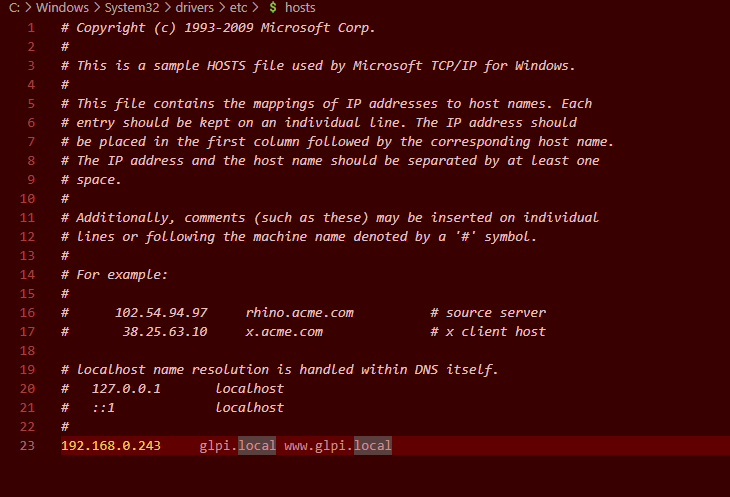 C: > Windows > System32 > drivers > etc > $ hosts
1 # Copyright (c) 1993-2009 Microsoft Corp.
2 #
3 # This is a sample HOSTS file used by Microsoft TCP/IP for Windows.
4 #
5 # This file contains the mappings of IP addresses to host names. Each
6 # entry should be kept on an individual line. The IP address should
7 # be placed in the first column followed by the corresponding host name.
8 # The IP address and the host name should be separated by at least one
9 # space.
10 #
11 # Additionally, comments (such as these) may be inserted on individual
12 # lines or following the machine name denoted by a '#' symbol.
13 #
14 # For example:
15 #
16 #      102.54.94.97     rhino.acme.com          # source server
17 #       38.25.63.10     x.acme.com              # x client host
18
19 # localhost name resolution is handled within DNS itself.
20 #   127.0.0.1       localhost
21 #   ::1             localhost
22 #
23 192.168.0.243     glpi.local www.glpi.local